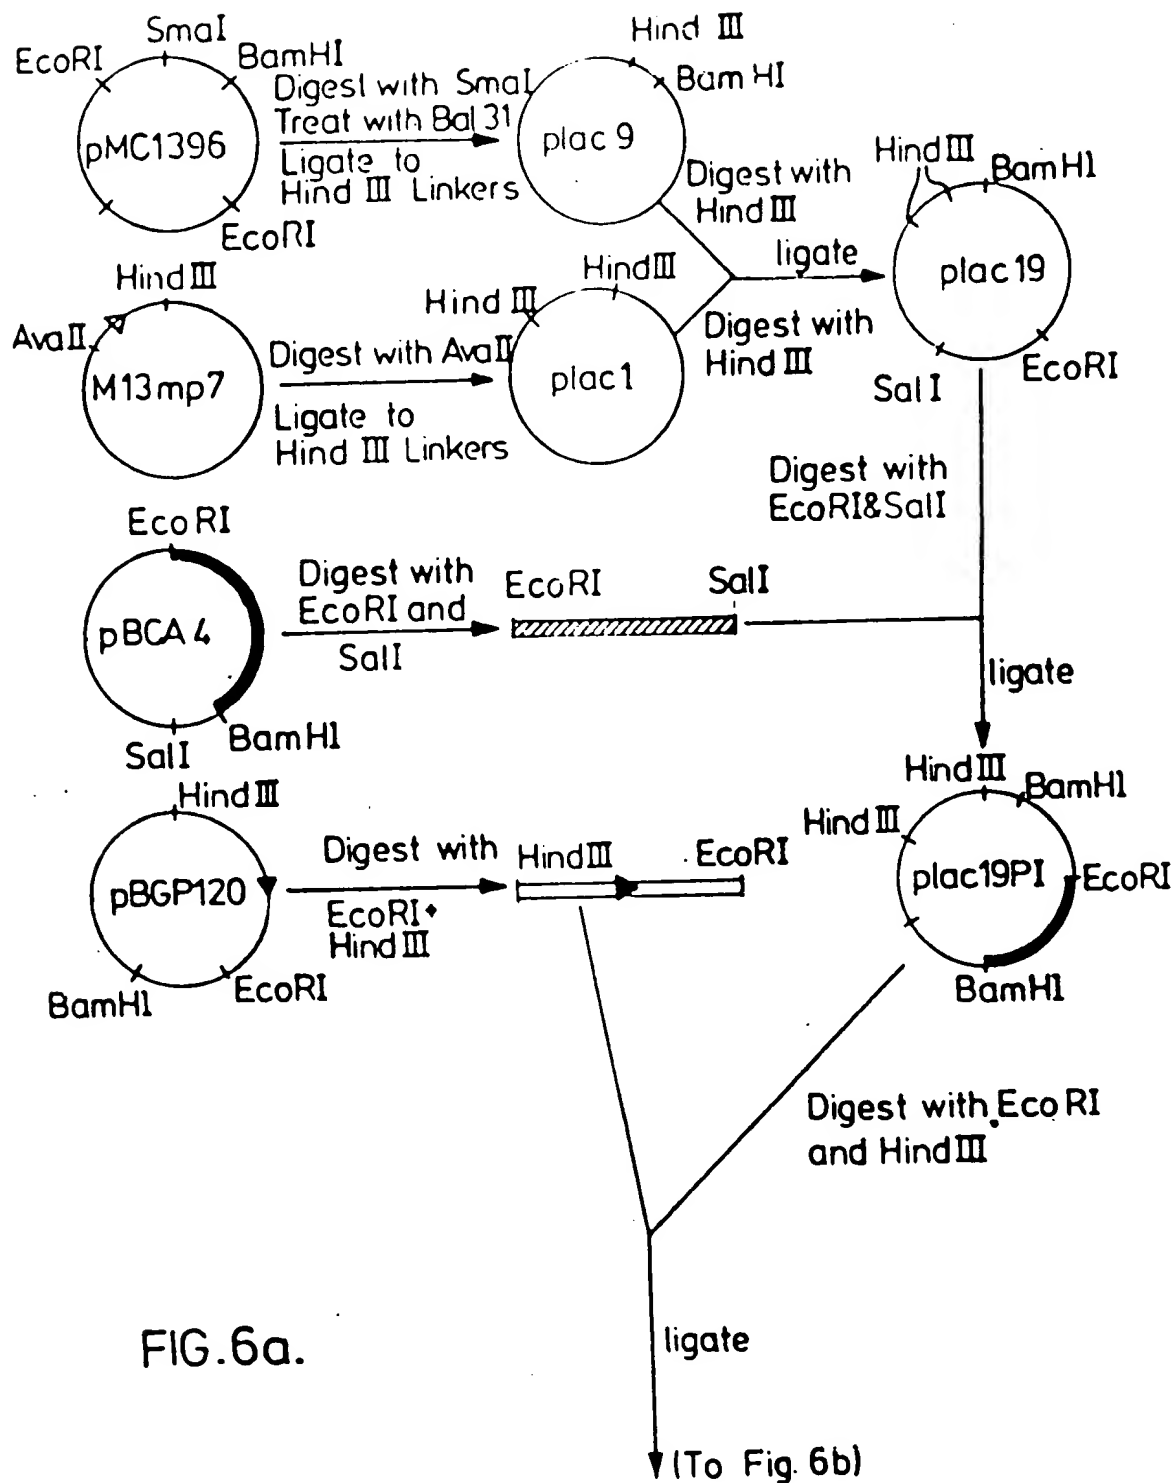 SmaI
EcoRI
BamHI
pMC1396
EcoRI
Digest with SmaI
Treat with Bal 31
Ligate to
Hind III Linkers
Hind III
Bam HI
plac 9
Digest with
Hind III
Hind III
BamH1
plac 19
Sal I
EcoRI
ligate
Hind III
AvaII
M13mp7
Digest with AvaII
Ligate to
Hind III Linkers
Hind III
Hind III
plac1
Digest with
Hind III
Digest with
EcoRI&SalI
Eco RI
pBCA 4
SalI
BamH1
Digest with
EcoRI and
SalI
EcoRI
SalI
ligate
Hind III
BamH1
Hind III
plac19PI
EcoRI
BamH1
Hind III
pBGP120
BamH1
EcoRI
Digest with
EcoRI+
Hind III
Hind III
EcoRI
Digest with Eco RI
and Hind III
ligate
FIG.6a.
(To Fig. 6b)